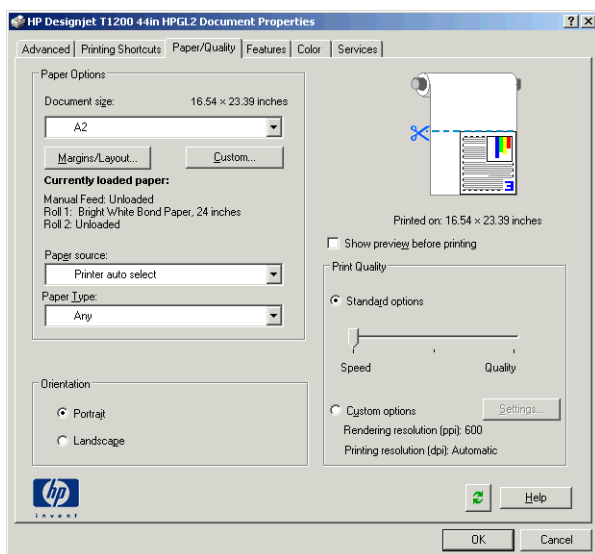 HP Designjet T1200 44in HPGL2 Document Properties
Advanced Printing Shortcuts Paper/Quality Features Color Services
Paper Options
Document size: 16.54 × 23.39 inches
A2
Margins/Layout... Custom...
Currently loaded paper:
Manual Feed: Unloaded
Roll 1: Bright White Bond Paper, 24 inches
Roll 2: Unloaded
Paper source:
Printer auto select
Paper Type:
Any
Orientation
Portrait
Landscape
Printed on: 16.54 × 23.39 inches
Show preview before printing
Print Quality
Standard options
Speed Quality
Custom options Settings...
Rendering resolution (ppi): 600
Printing resolution (dpi): Automatic
hp
invent
Help
OK Cancel